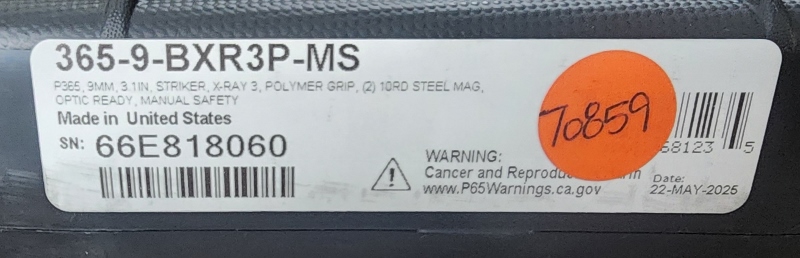 365-9-BXR3P-MS
P365, 9MM, 3.1IN, STRIKER, X-RAY 3, POLYMER GRIP, (2) 10RD STEEL MAG,
OPTIC READY, MANUAL SAFETY
Made in United States
SN: 66E818060
70859
68123 5
WARNING:
Cancer and Reproductive Harm
www.P65Warnings.ca.gov
Date:
22-MAY-2025